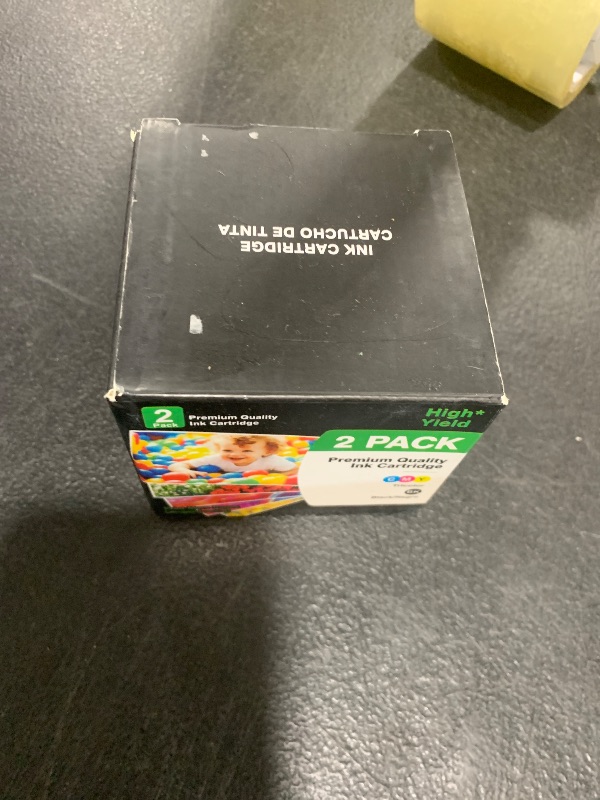 INK CARTRIDGE
CARTUCHO DE TINTA
2
Pack
Premium Quality
Ink Cartridge
High*
Yield
2 PACK
Premium Quality
Ink Cartridge
C M Y